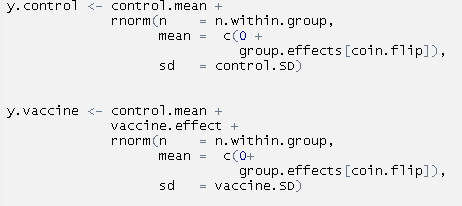 y.control <- control.mean +
rnorm(n = n.within.group,
mean = c(0 +
group.effects[coin.flip]),
sd = control.SD)
y.vaccine <- control.mean +
vaccine.effect +
rnorm(n = n.within.group,
mean = c(0+
group.effects[coin.flip]),
sd = vaccine.SD)